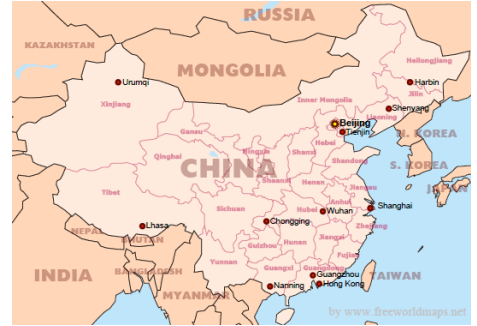 RUSSIA
KAZAKHSTAN
MONGOLIA
Heilongjiang
Urumqi
Harbin
Jilin
Xinjiang
Inner Mongolia
Shenyang
Liaoning
Beijing
Tienjin
N. KOREA
Gansu
Hebei
Ningxia
Shanxi
Shandong
Qinghai
CHINA
S. KOREA
Shaanxi
Henan
Jiangsu
JAPAN
Tibet
Anhui
Sichuan
Hubei
Wuhan
Shanghai
Lhasa
Chongqing
Zhejiang
NEPAL
BHUTAN
Hunan
Jiangxi
Guizhou
Fujian
Yunnan
Guangxi
Guangdong
INDIA
BANGLADESH
Guangzhou
TAIWAN
Nanning
Hong Kong
MYANMAR
by www.freeworldmaps.net